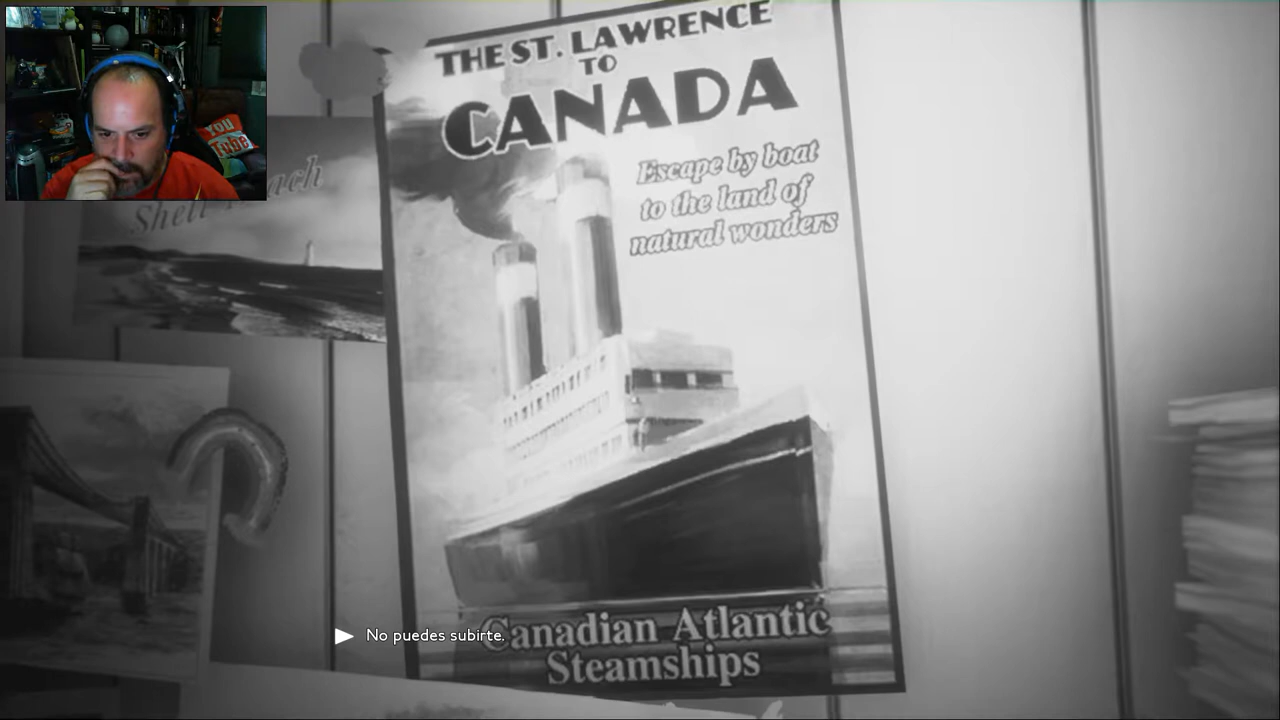 THE ST. LAWRENCE
TO
CANADA
Escape by boat
to the land of
natural wonders
YOU
Canadian Atlantic
Steamships
No puedes subirte.